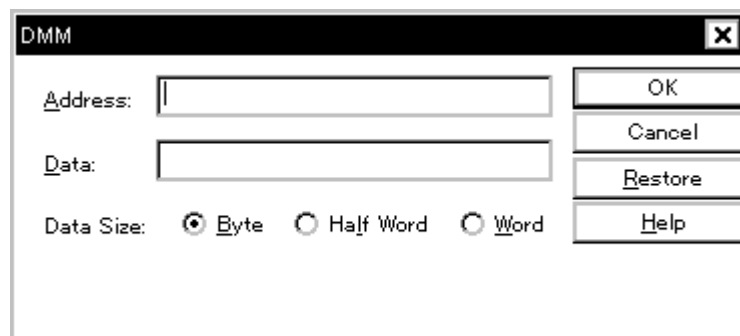 DMM
Address:
OK
Cancel
Data:
Restore
Data Size: Byte Half Word Word
Help